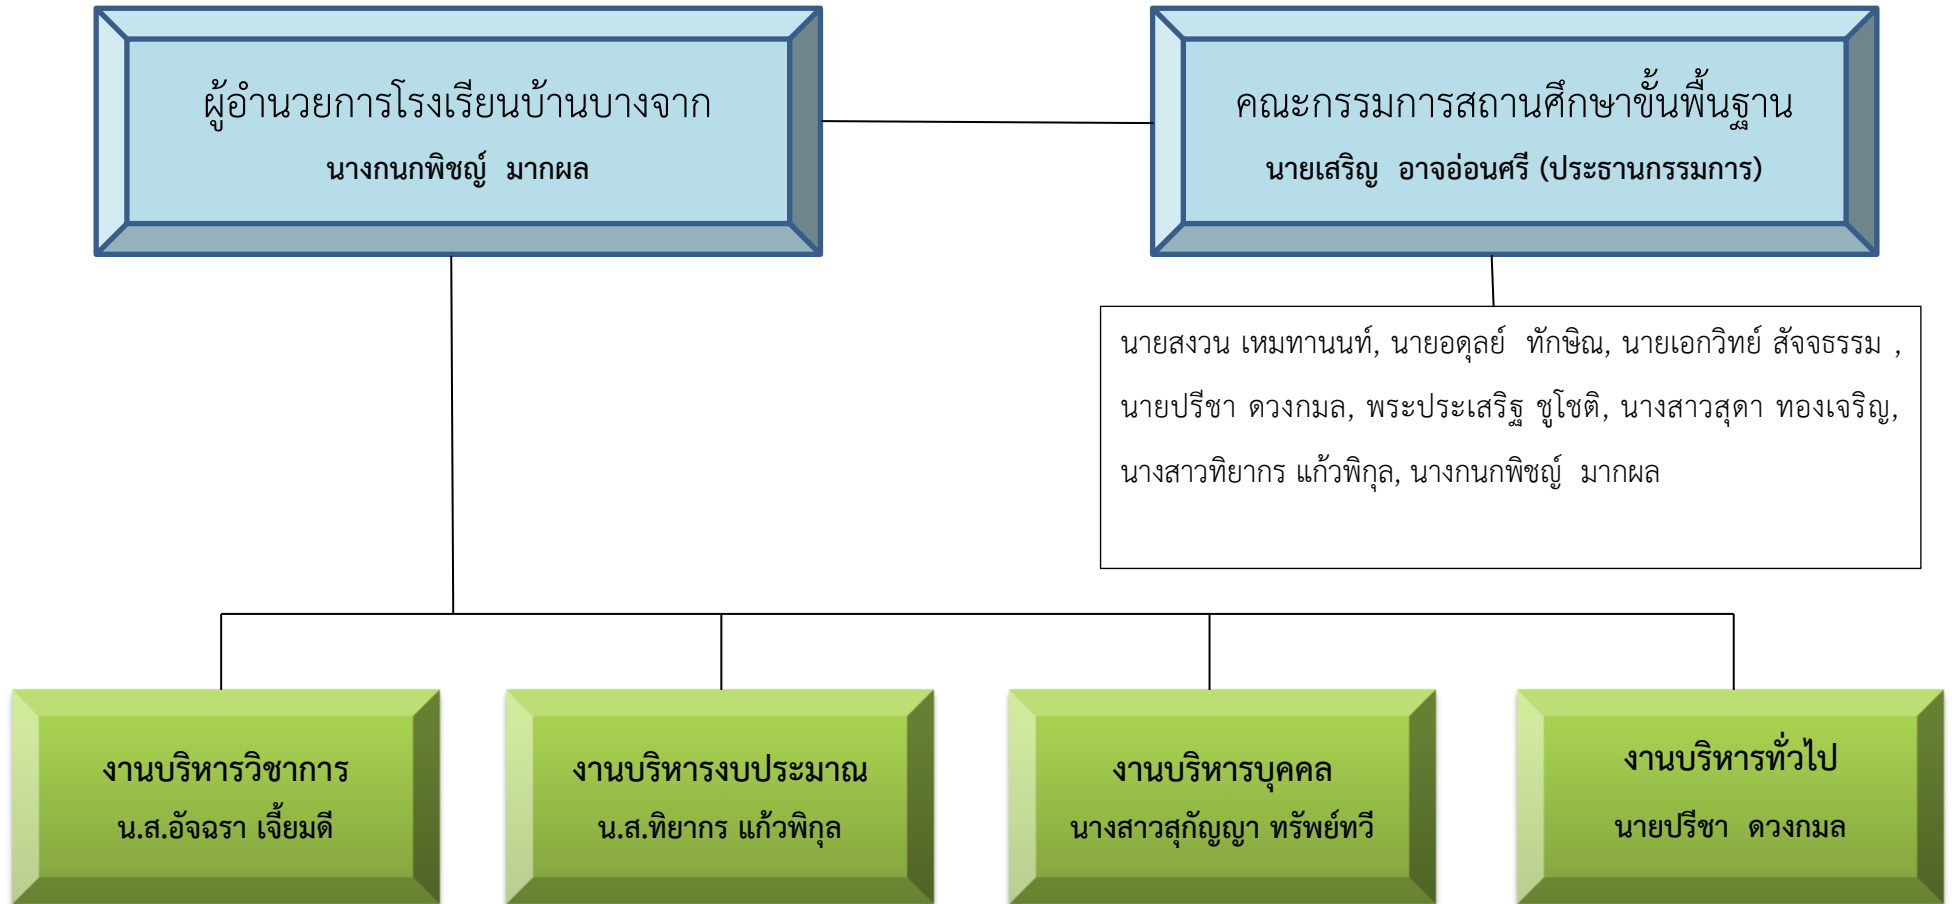 ผู้อำนวยการโรงเรียนบ้านบางจาก
นางกนกพิชญ์  มากผล
คณะกรรมการสถานศึกษาขั้นพื้นฐาน
นายเสริญ  อาจอ่อนศรี (ประธานกรรมการ)
นายสงวน เหมทานนท์, นายอดุลย์  ทักษิณ, นายเอกวิทย์ สัจจธรรม ,
นายปรีชา ดวงกมล, พระประเสริฐ ชูโชติ, นางสาวสุดา ทองเจริญ,
นางสาวทิยากร แก้วพิกุล, นางกนกพิชญ์  มากผล
งานบริหารวิชาการ
น.ส.อัจฉรา เจี้ยมดี
งานบริหารงบประมาณ
น.ส.ทิยากร แก้วพิกุล
งานบริหารบุคคล
นางสาวสุกัญญา ทรัพย์ทวี
งานบริหารทั่วไป
นายปรีชา  ดวงกมล